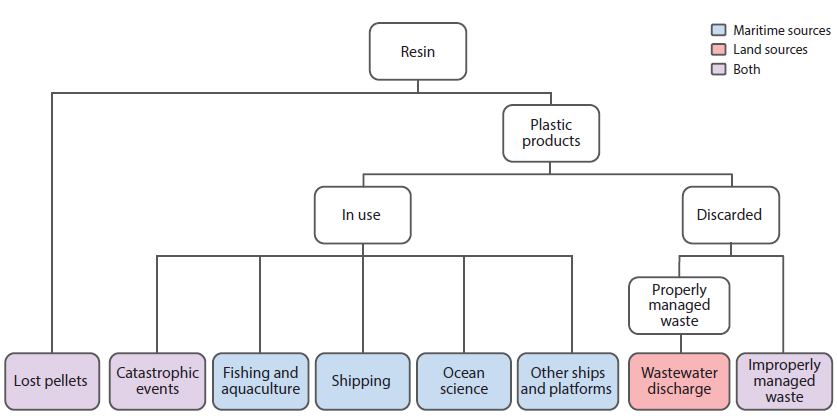 Resin
Maritime sources
Land sources
Both
Plastic
products
In use
Discarded
Properly
managed
waste
Lost pellets
Catastrophic
events
Fishing and
aquaculture
Shipping
Ocean
science
Other ships
and platforms
Wastewater
discharge
Improperly
managed
waste